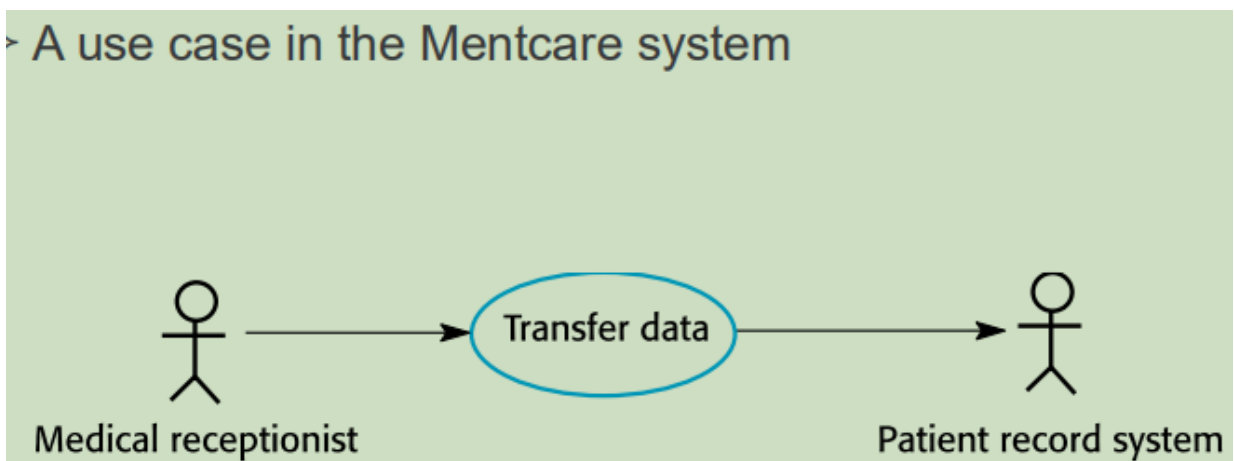 ➢ A use case in the Mentcare system
Transfer data
Medical receptionist
Patient record system